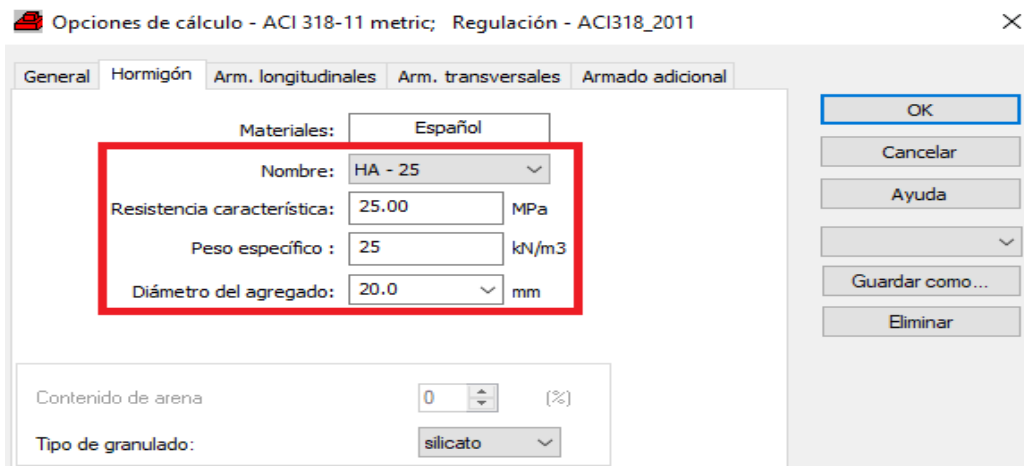 Opciones de cálculo - ACI 318-11 metric; Regulación - ACI318_2011
General Hormigón Arm. longitudinales Arm. transversales Armado adicional
Materiales: Español
Nombre: HA - 25
Resistencia característica: 25.00 MPa
Peso específico : 25 kN/m3
Diámetro del agregado: 20.0 mm
Contenido de arena 0 (%)
Tipo de granulado: silicato
OK
Cancelar
Ayuda
Guardar como...
Eliminar